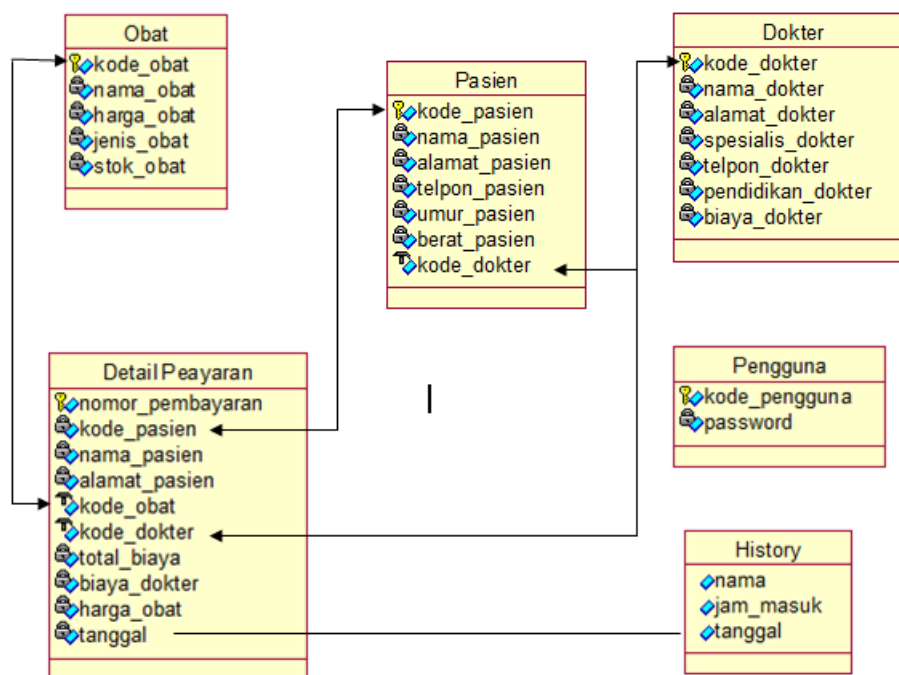 Obat
kode_obat
nama_obat
harga_obat
jenis_obat
stok_obat
Pasien
kode_pasien
nama_pasien
alamat_pasien
telpon_pasien
umur_pasien
berat_pasien
kode_dokter
Dokter
kode_dokter
nama_dokter
alamat_dokter
spesialis_dokter
telpon_dokter
pendidikan_dokter
biaya_dokter
Detail Peayaran
nomor_pembayaran
kode_pasien
nama_pasien
alamat_pasien
kode_obat
kode_dokter
total_biaya
biaya_dokter
harga_obat
tanggal
Pengguna
kode_pengguna
password
History
nama
jam_masuk
tanggal